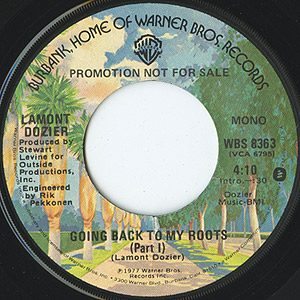 BURBANK, HOME OF WARNER BROS. RECORDS
PROMOTION NOT FOR SALE
LAMONT
DOZIER
Produced by
Stewart
Levine for
Outside
Productions,
Inc.
Engineered
by Rik
Pekkonen
MONO
WBS 8363
(VCA 6795)
4:10
Intro.—:30
Dozier
Music-BMI
GOING BACK TO MY ROOTS
(Part I)
(Lamont Dozier)
©1977 Warner Bros.
Records Inc.